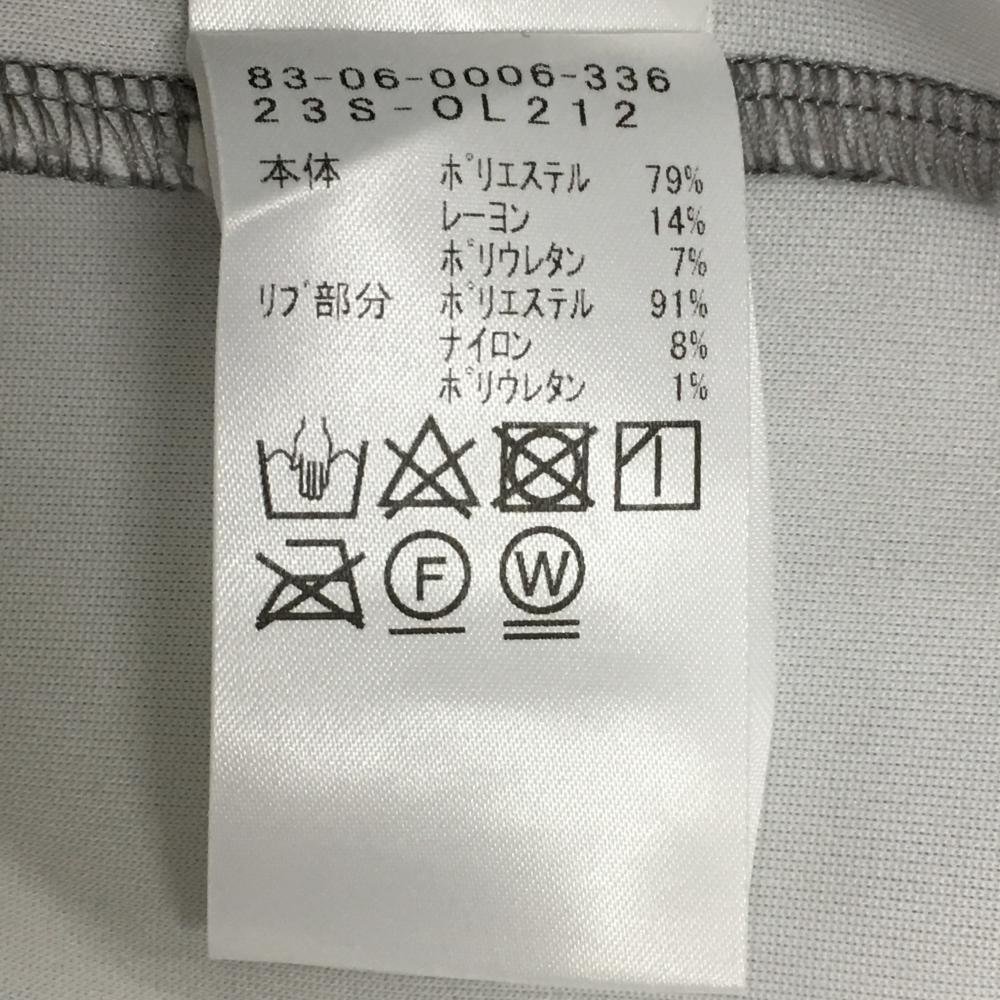 83-06-0006-336
23S-OL212
本体 ポリエステル 79%
レーヨン 14%
ポリウレタン 7%
リブ部分 ポリエステル 91%
ナイロン 8%
ポリウレタン 1%
F W